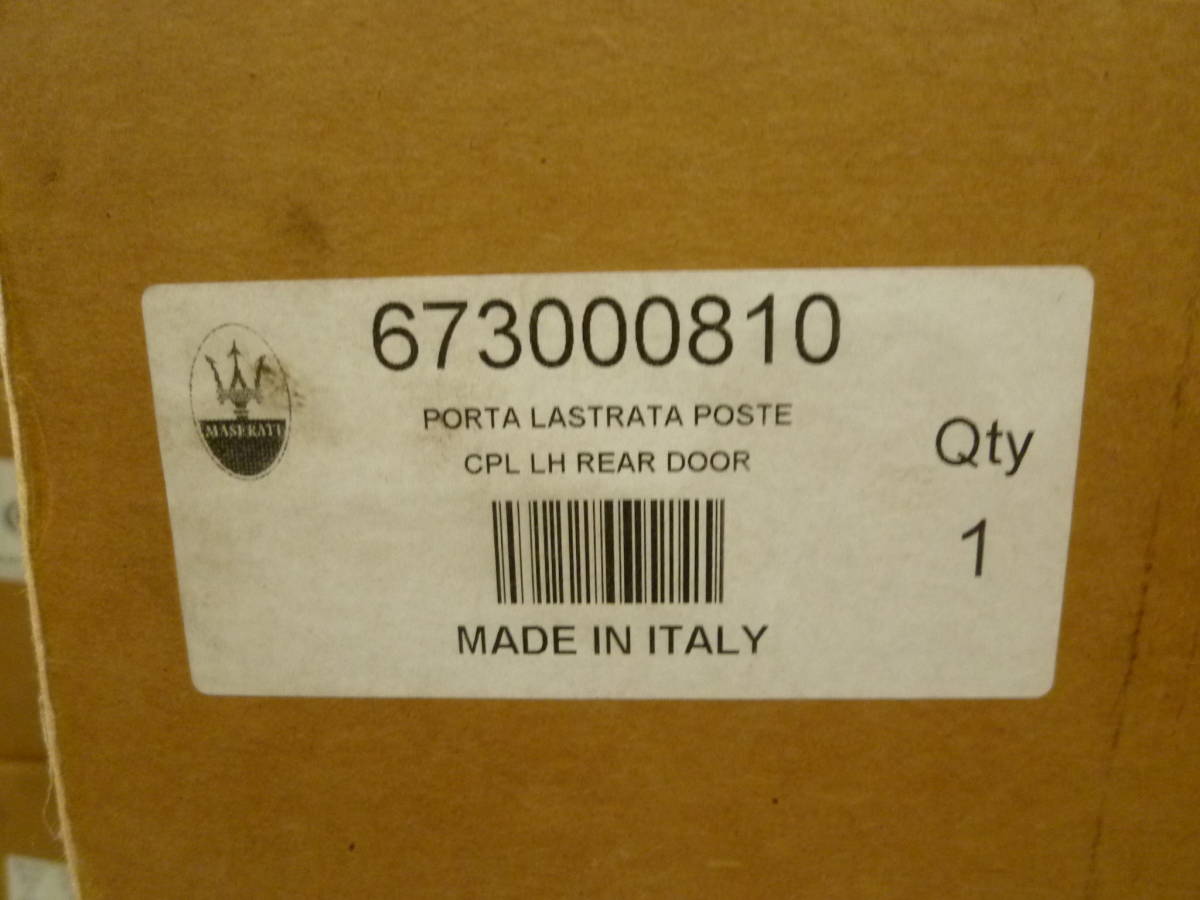 673000810
MASERATI
PORTA LASTRATA POSTE
CPL LH REAR DOOR
Qty
1
MADE IN ITALY